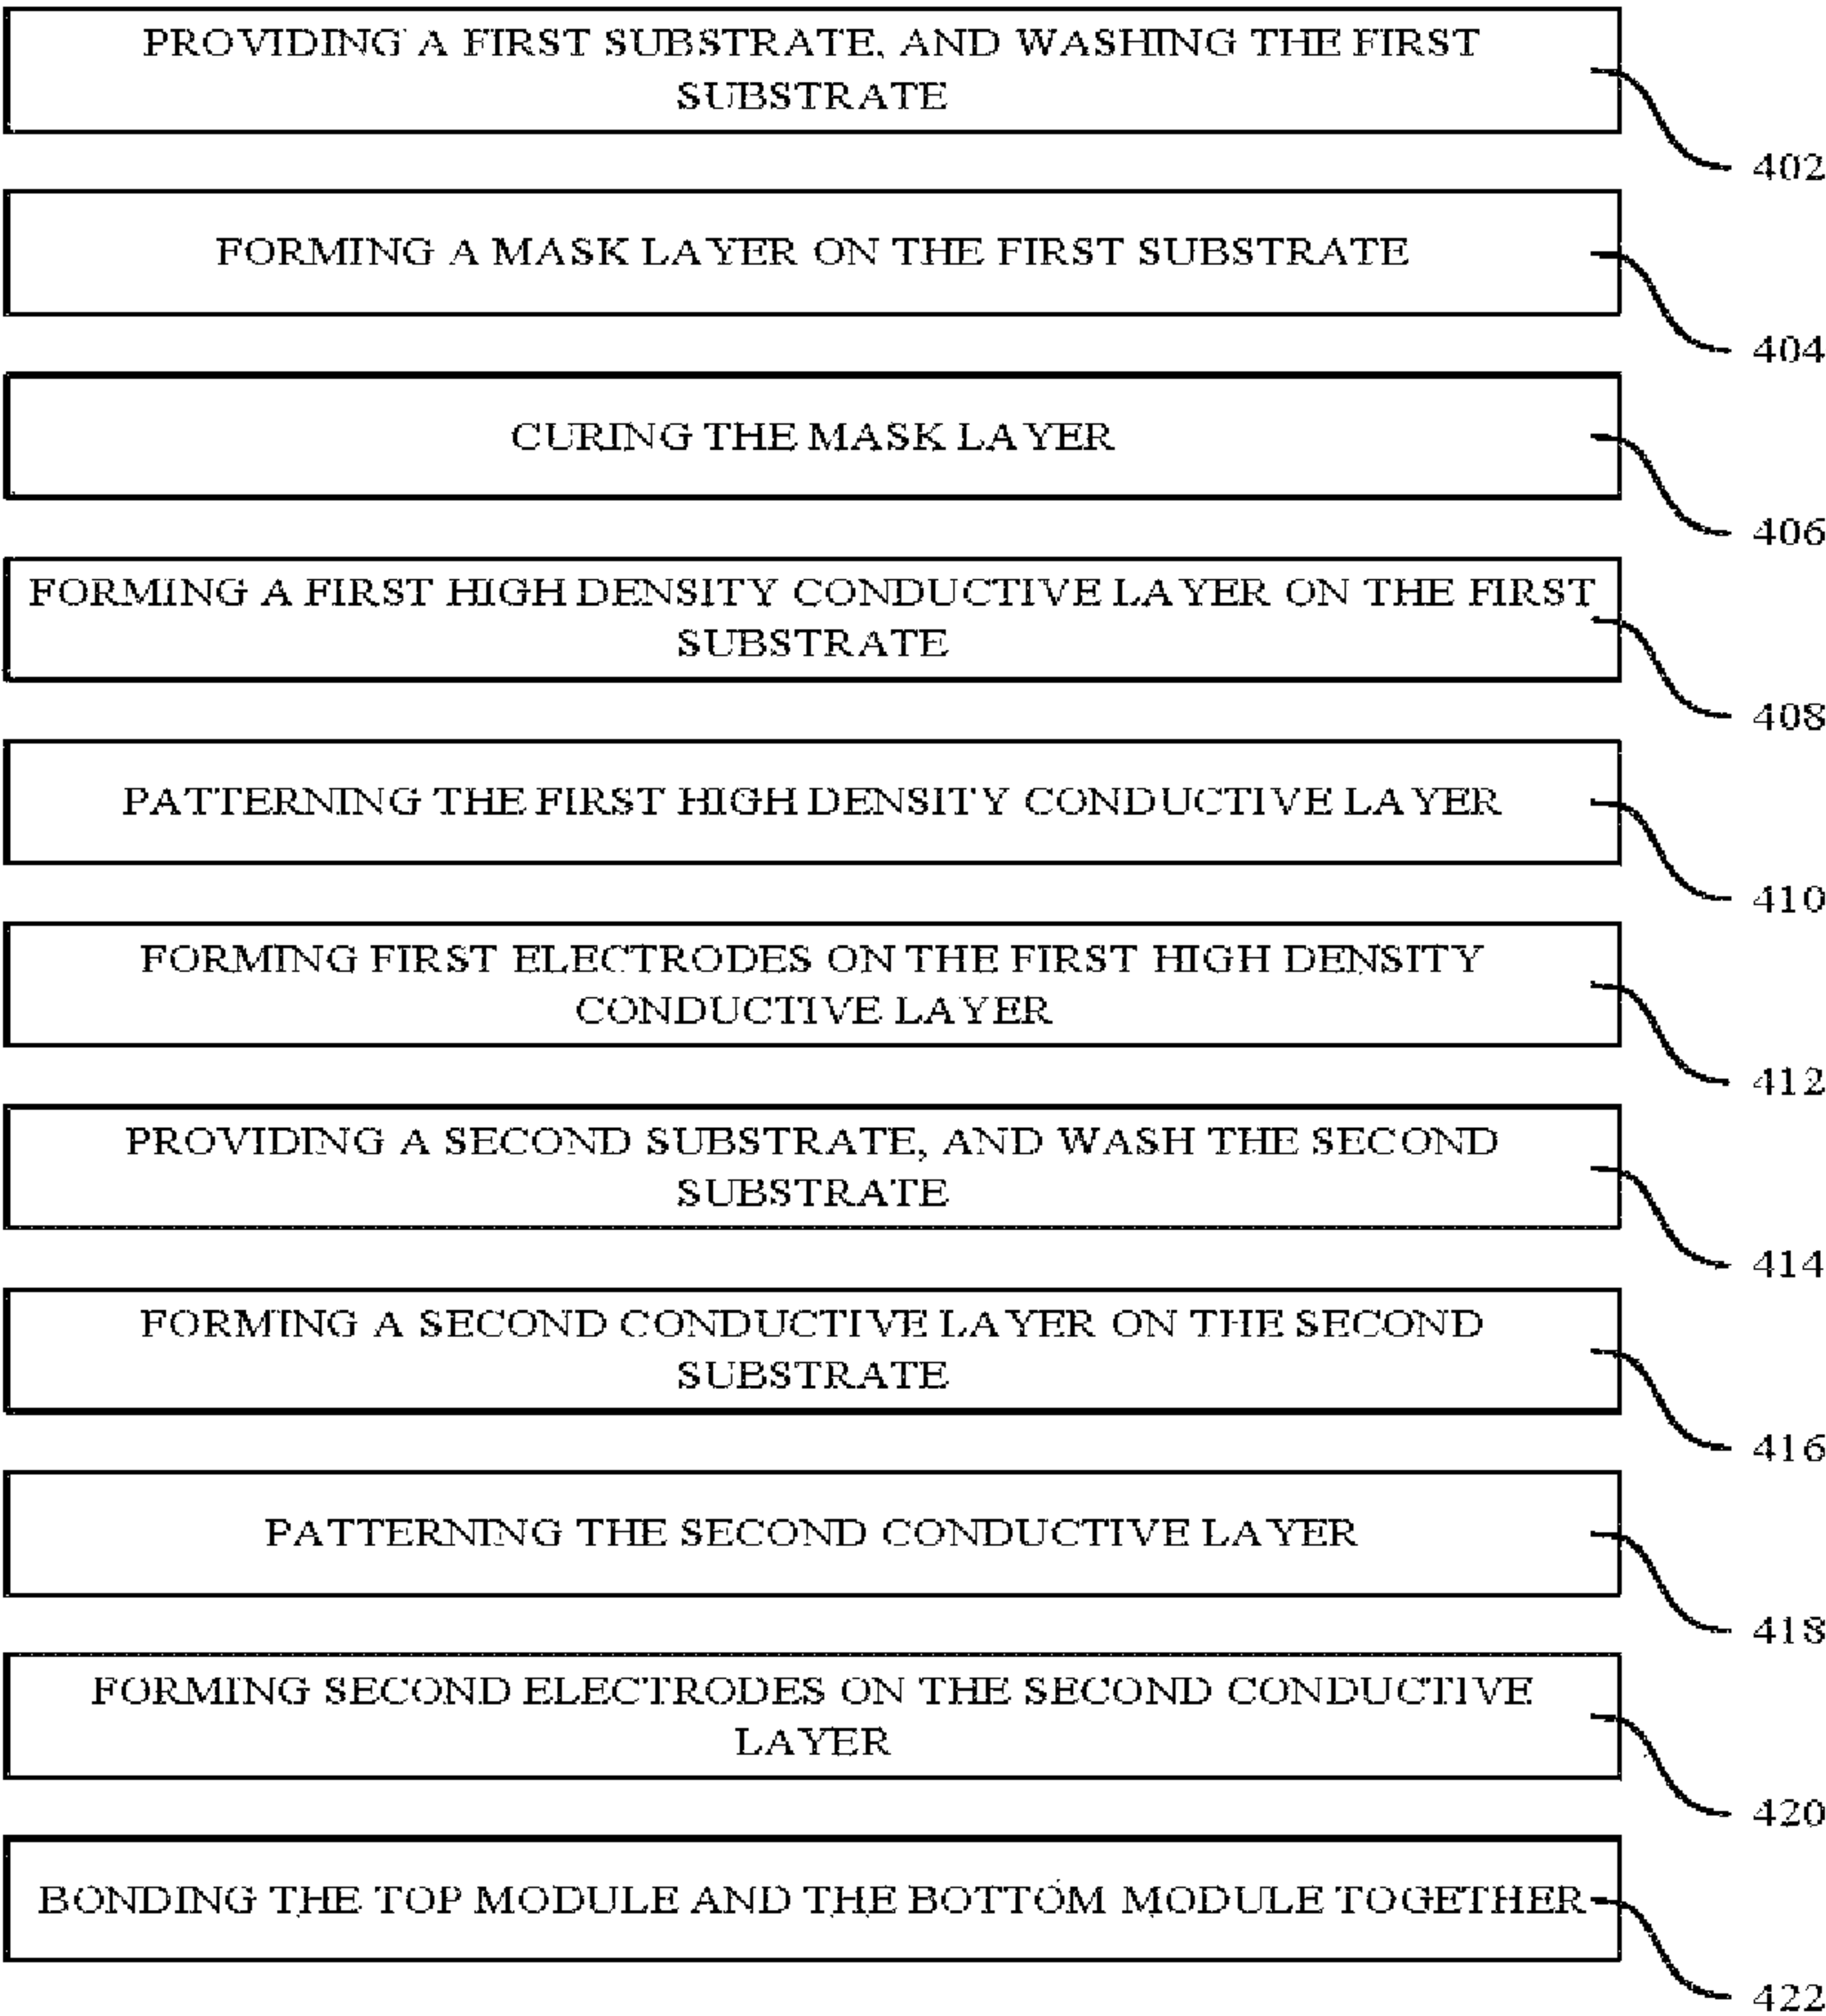 PROVIDING A FIRST SUBSTRATE, AND WASHING THE FIRST
SUBSTRATE
402
FORMING A MASK LAYER ON THE FIRST SUBSTRATE
404
CURING THE MASK LAYER
406
FORMING A FIRST HIGH DENSITY CONDUCTIVE LAYER ON THE FIRST
SUBSTRATE
408
PATTERNING THE FIRST HIGH DENSITY CONDUCTIVE LAYER
410
FORMING FIRST ELECTRODES ON THE FIRST HIGH DENSITY
CONDUCTIVE LAYER
412
PROVIDING A SECOND SUBSTRATE, AND WASH THE SECOND
SUBSTRATE
414
FORMING A SECOND CONDUCTIVE LAYER ON THE SECOND
SUBSTRATE
416
PATTERNING THE SECOND CONDUCTIVE LAYER
418
FORMING SECOND ELECTRODES ON THE SECOND CONDUCTIVE
LAYER
420
BONDING THE TOP MODULE AND THE BOTTOM MODULE TOGETHER
422